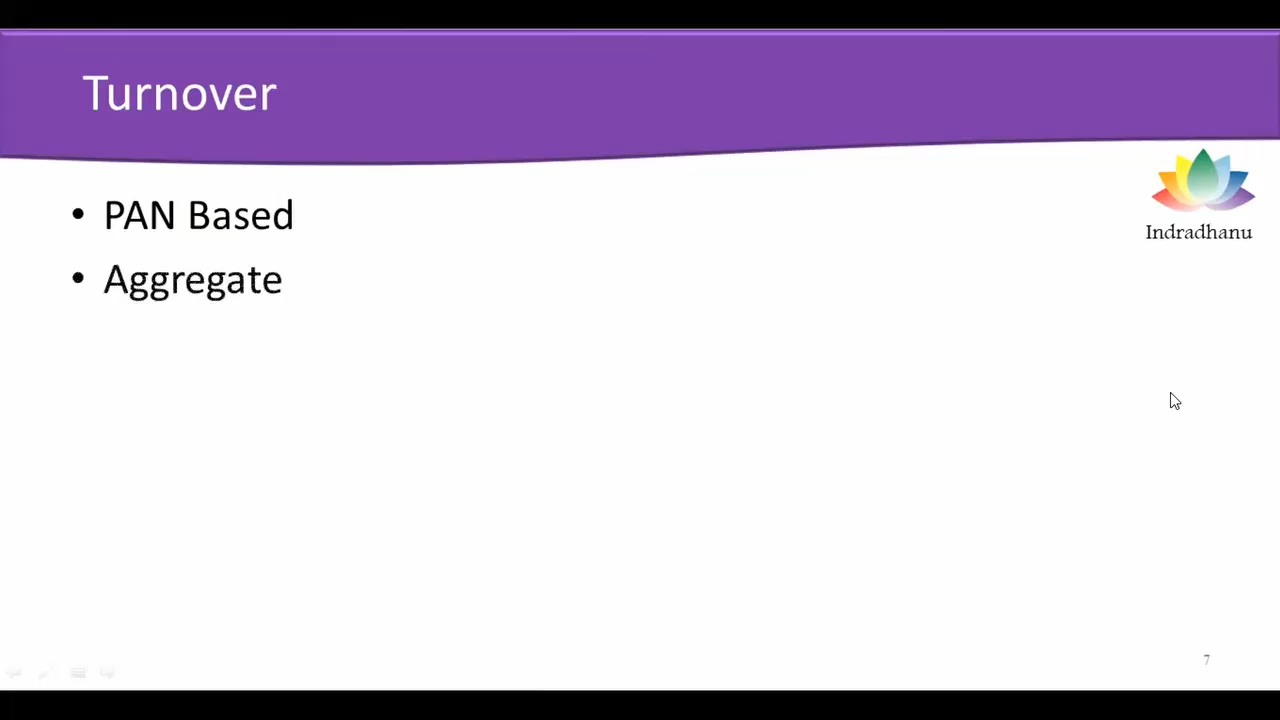 Turnover
Indradhanu
• PAN Based
• Aggregate
7